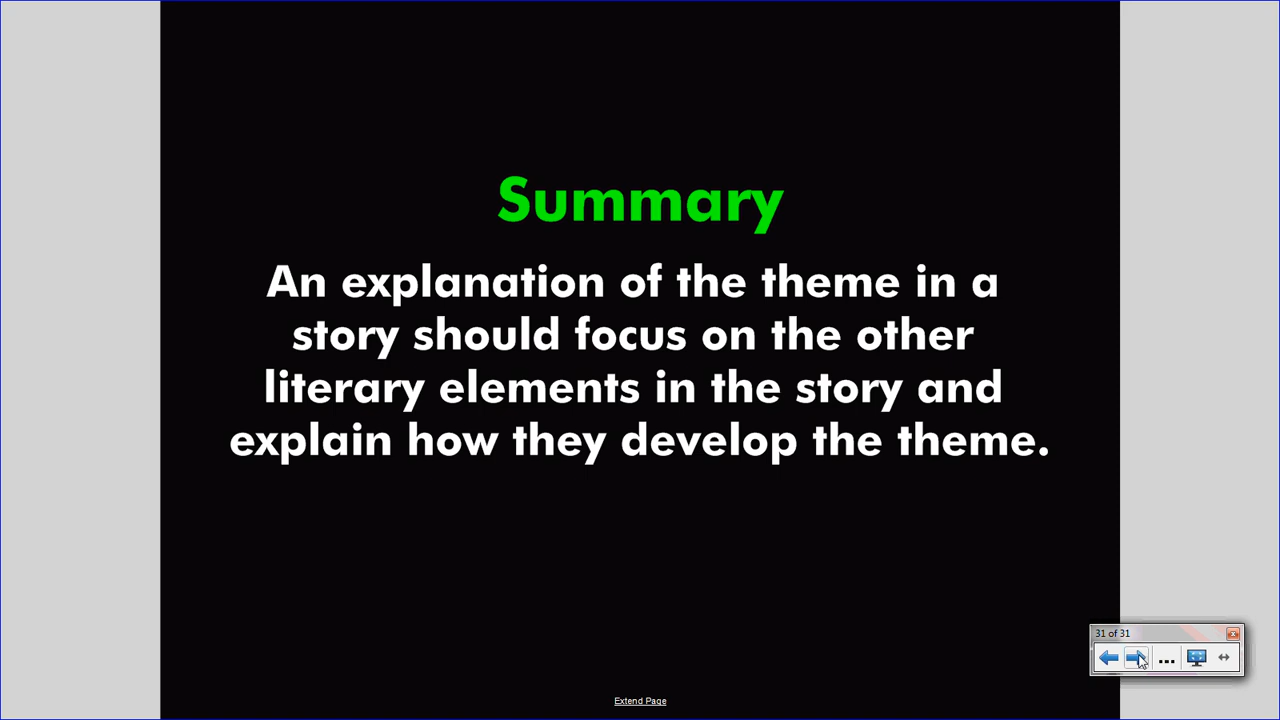 Summary
An explanation of the theme in a
story should focus on the other
literary elements in the story and
explain how they develop the theme.
31 of 31
...
Extend Page